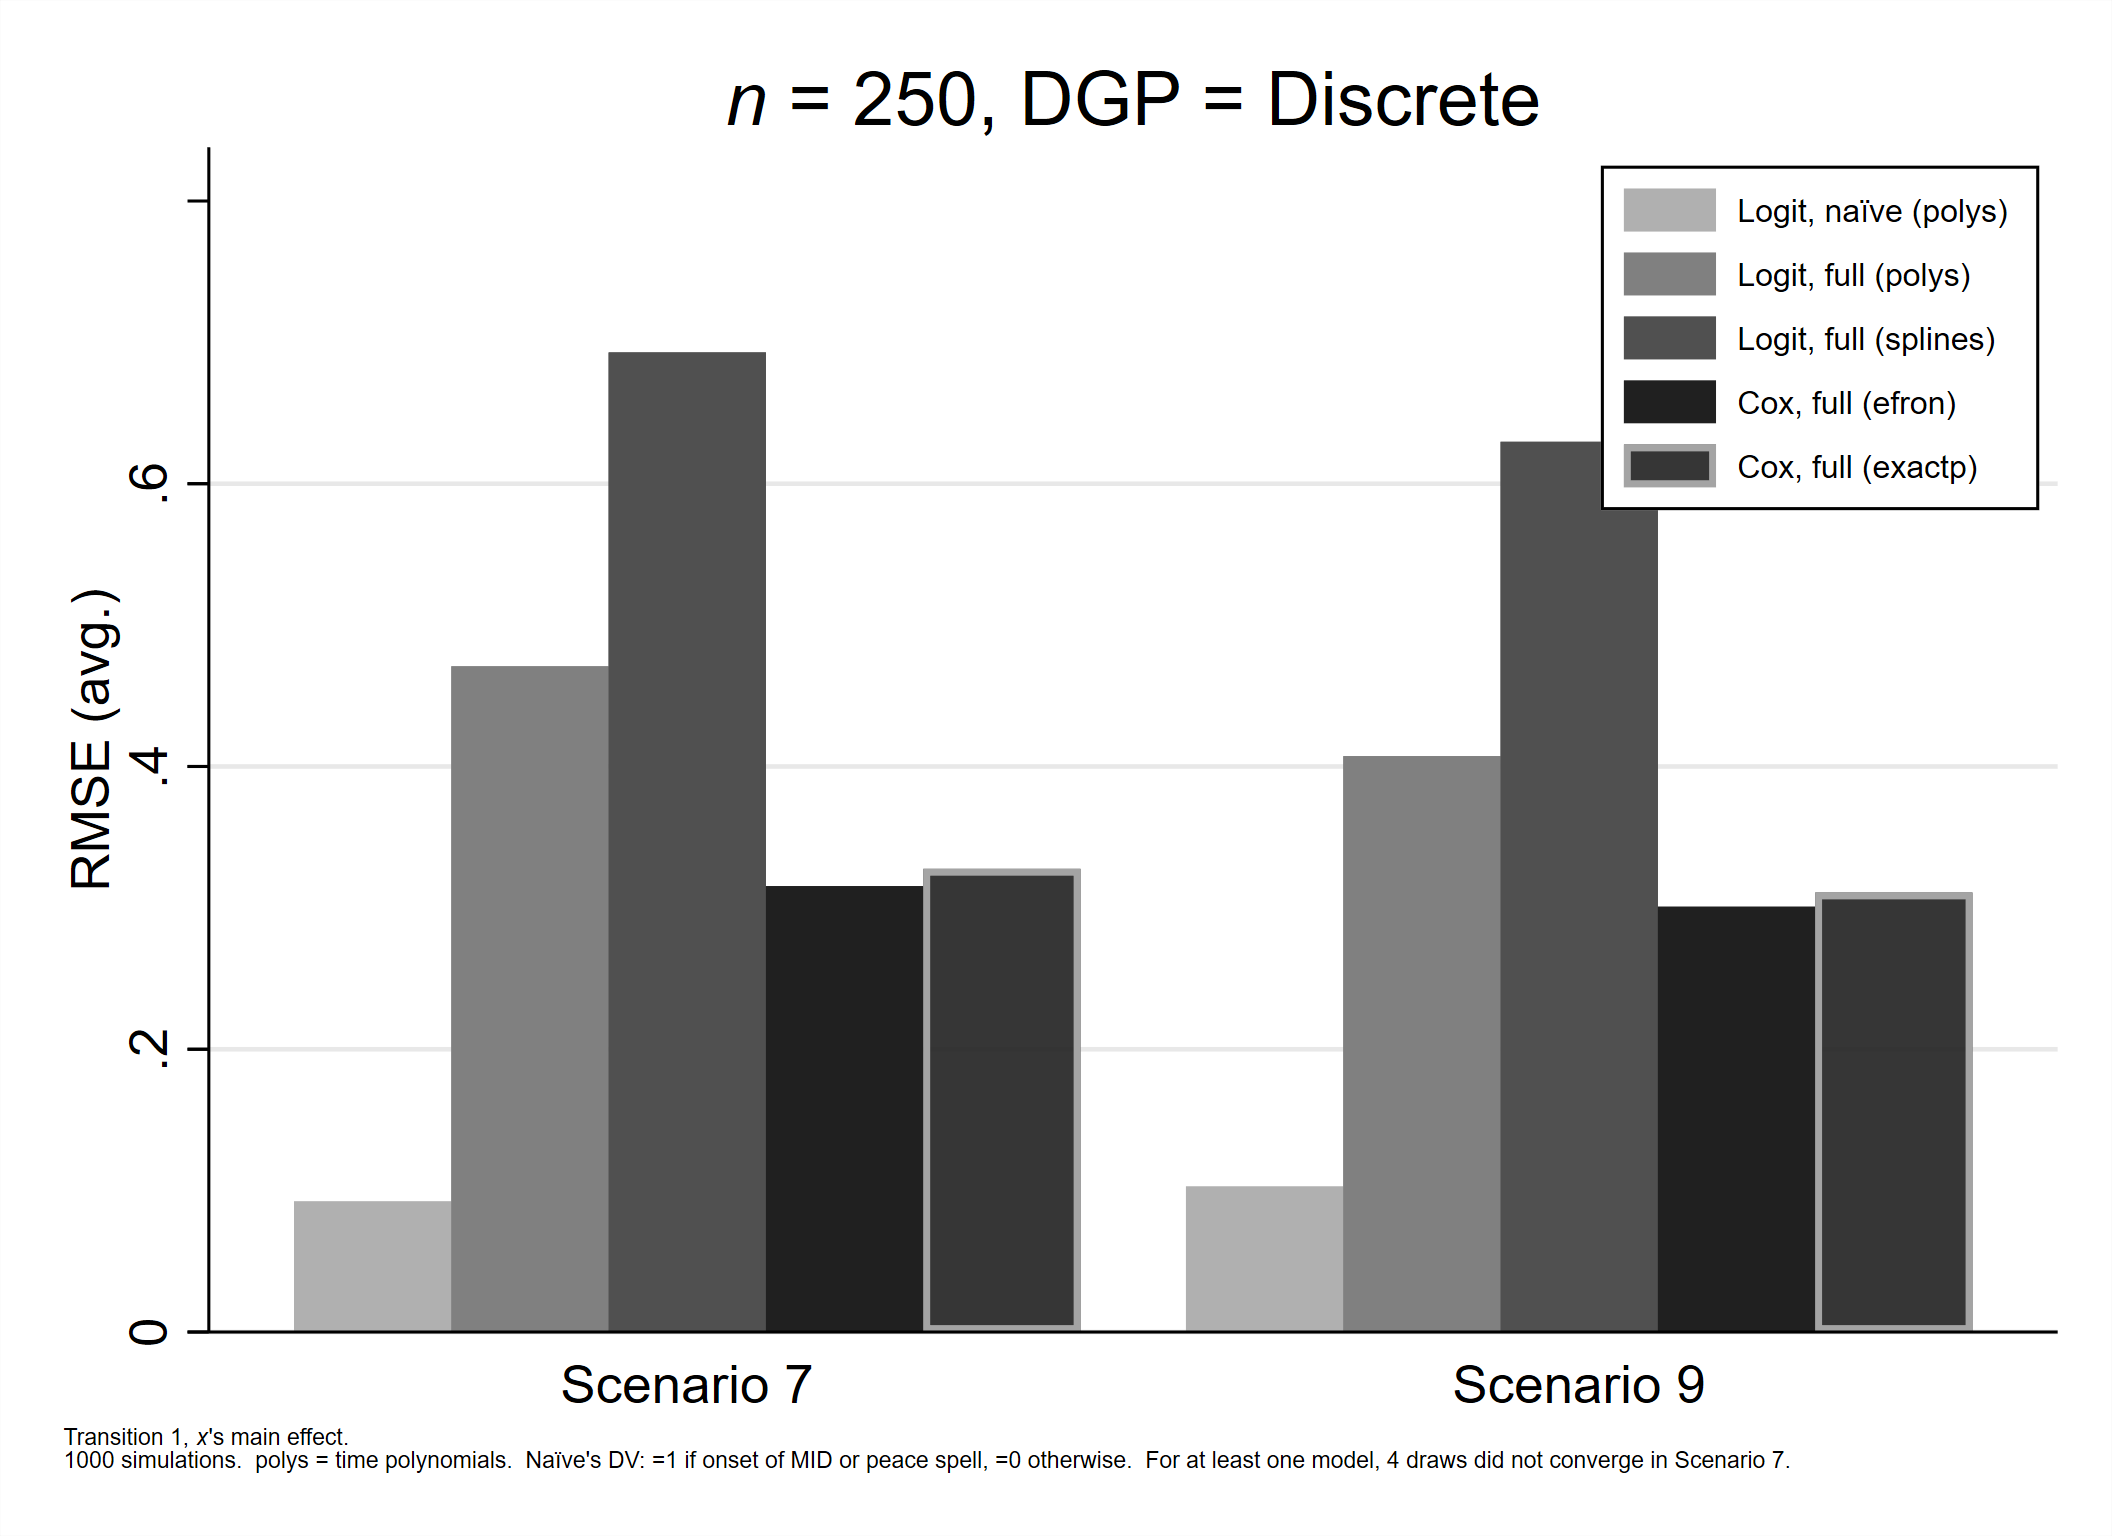 n = 250, DGP = Discrete
Logit, naïve (polys)
Logit, full (polys)
Logit, full (splines)
Cox, full (efron)
Cox, full (exactp)
RMSE (avg.)
.6
.4
.2
0
Scenario 7
Scenario 9
Transition 1, x's main effect.
1000 simulations.  polys = time polynomials.  Naïve's DV: =1 if onset of MID or peace spell, =0 otherwise.  For at least one model, 4 draws did not converge in Scenario 7.